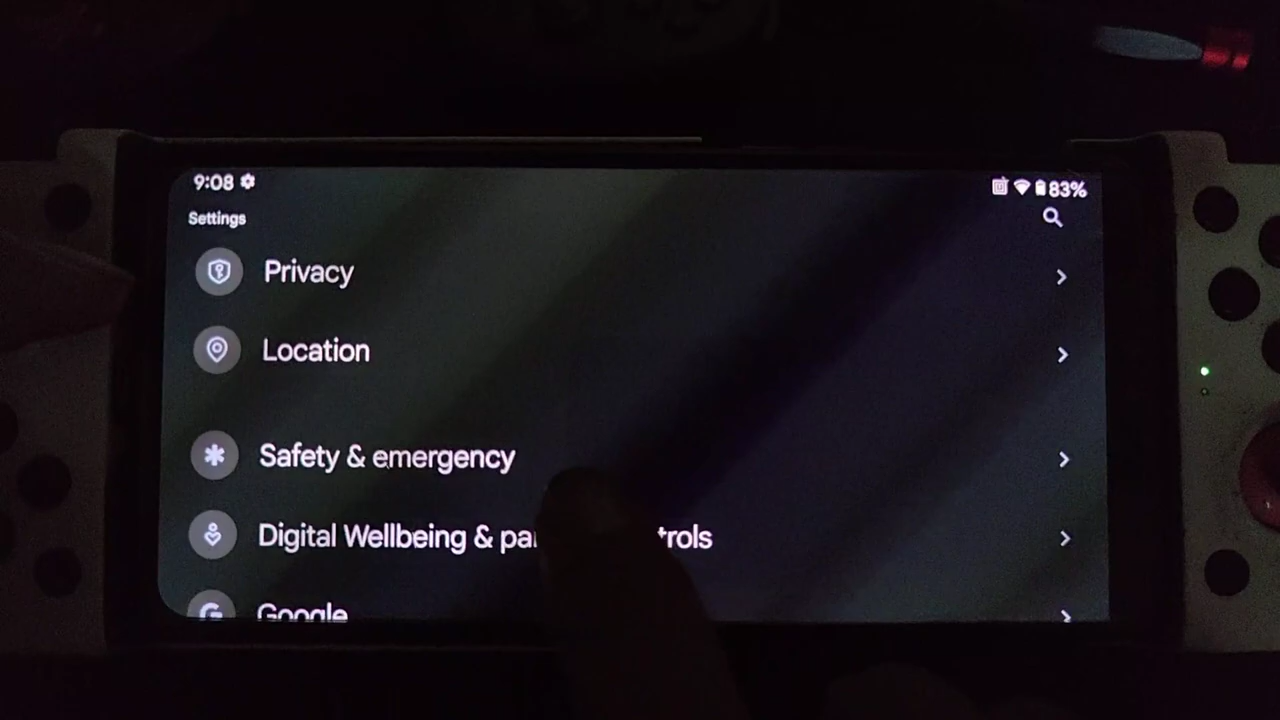 9:08
83%
Settings
Privacy
Location
Safety & emergency
Digital Wellbeing & pa trols
Google